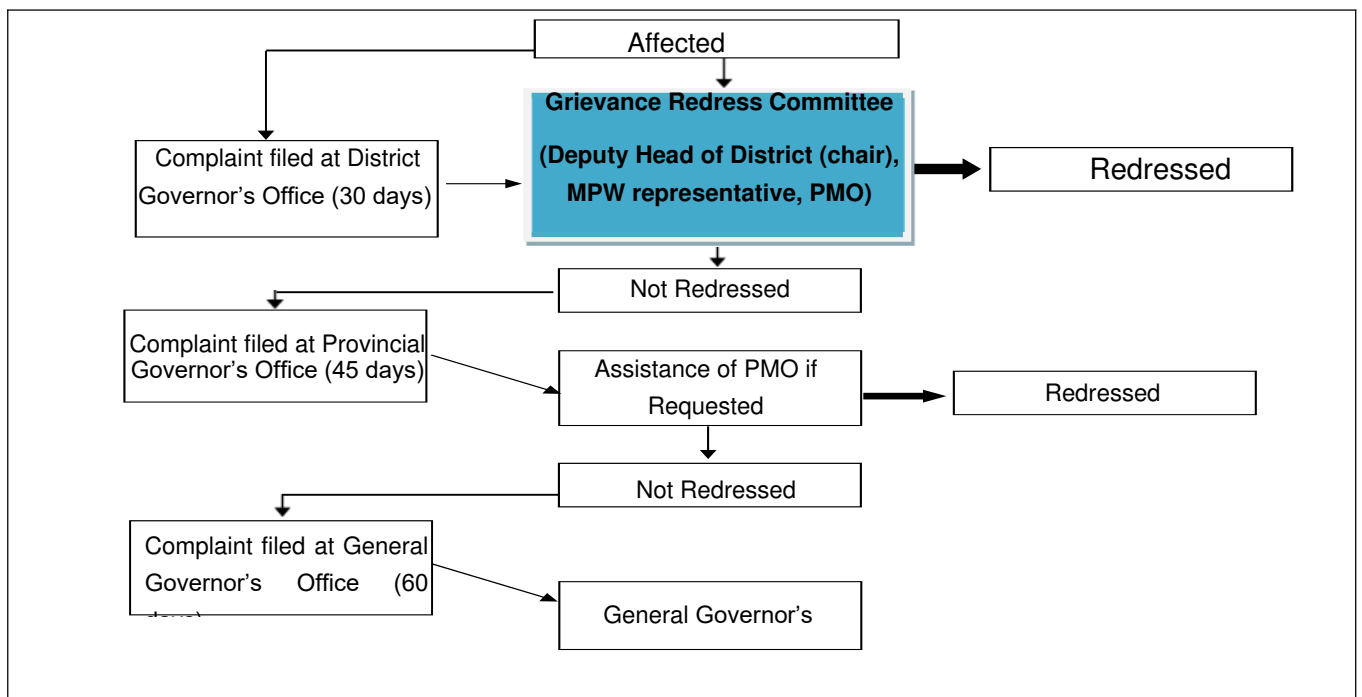 Affected
Grievance Redress Committee
(Deputy Head of District (chair),
MPW representative, PMO)
Complaint filed at District
Governor’s Office (30 days)
Redressed
Not Redressed
Complaint filed at Provincial
Governor’s Office (45 days)
Assistance of PMO if
Requested
Redressed
Not Redressed
Complaint filed at General
Governor’s Office (60
General Governor’s